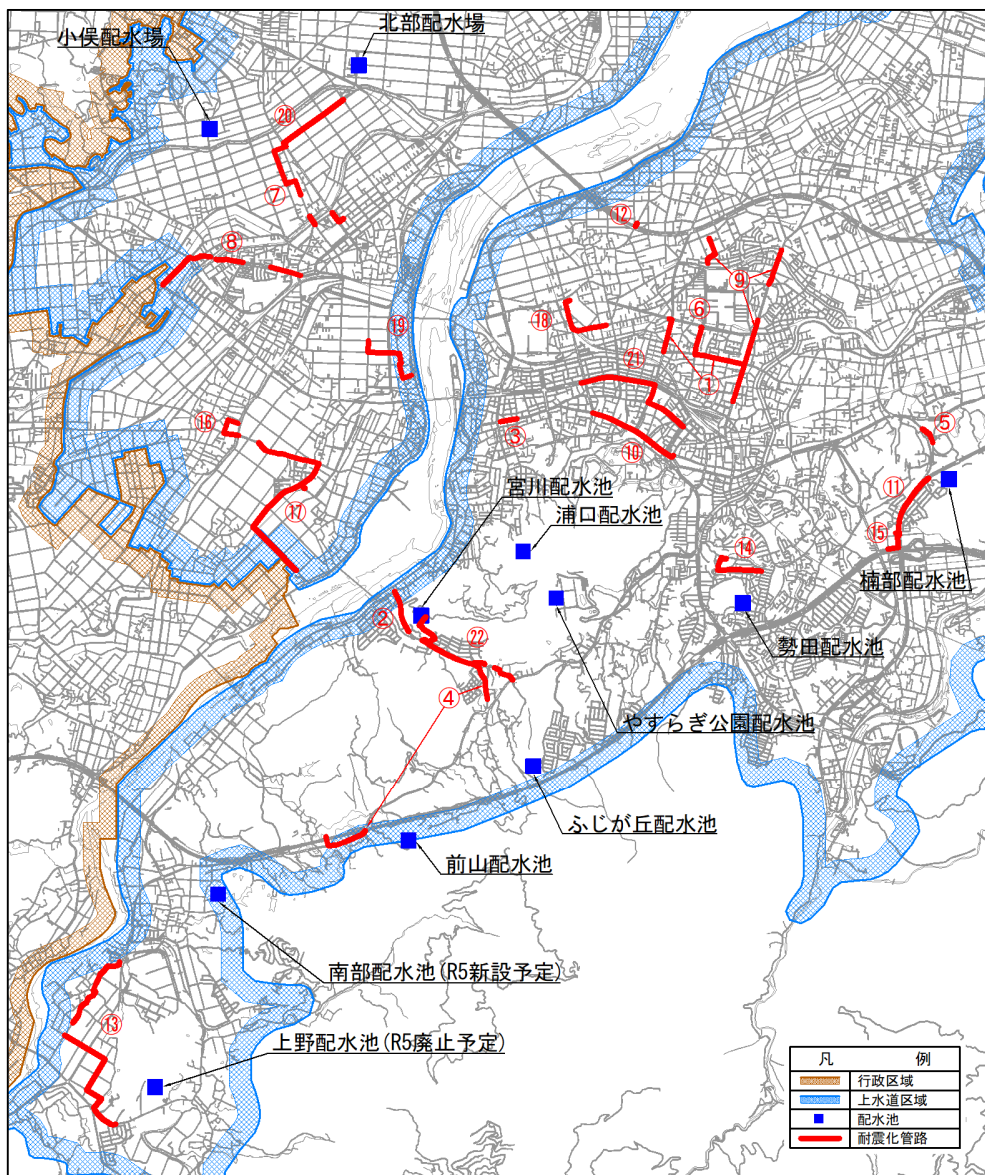 北部配水場
小俣配水場
⑳
⑦
⑫
⑧
⑨
⑥
⑱
⑲
㉑
①
③
⑯
⑤
⑩
宮川配水池
⑪
⑰
浦口配水池
⑮
⑭
楠部配水池
②
㉒
勢田配水池
④
やすらぎ公園配水池
ふじが丘配水池
前山配水池
南部配水池(R5新設予定)
⑬
上野配水池(R5廃止予定)
凡 例
行政区域
上水道区域
配水池
耐震化管路